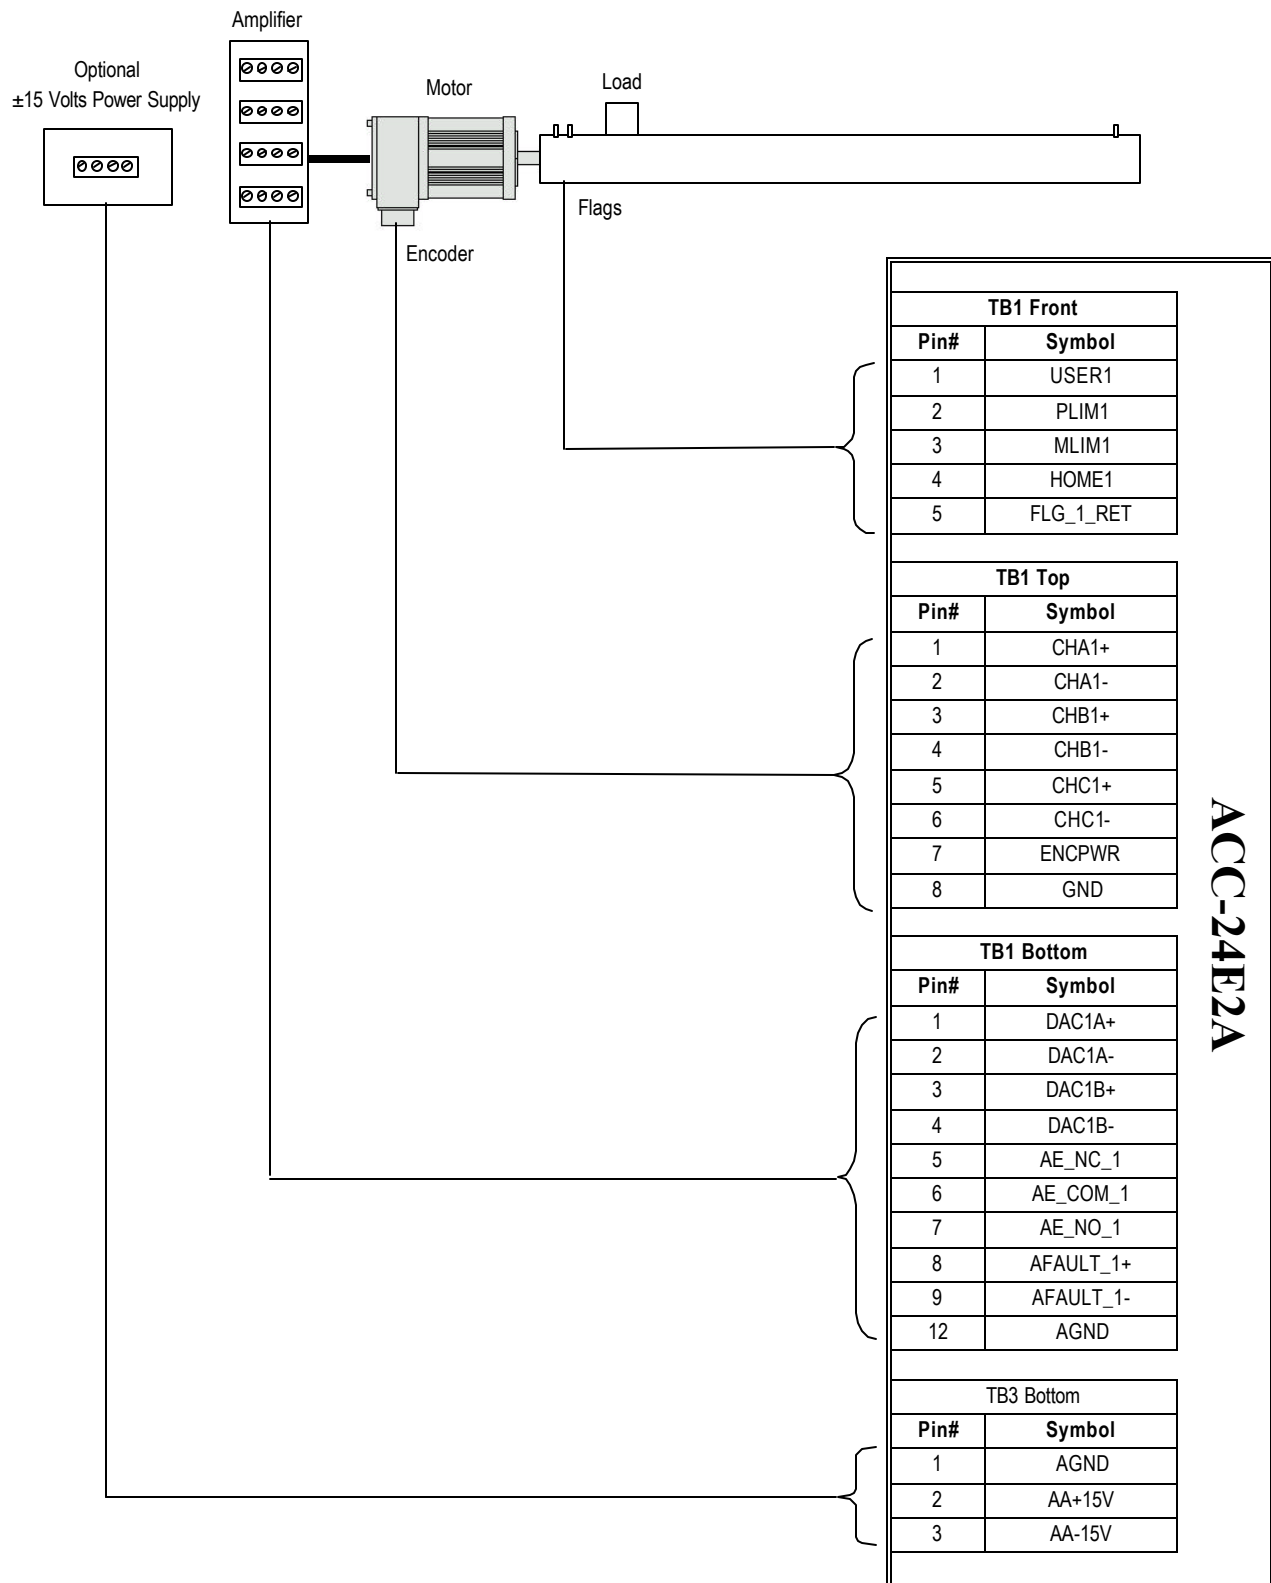 Amplifier
Optional
±15 Volts Power Supply
Motor
Load
Flags
Encoder
TB1 Front
Pin# Symbol
1 USER1
2 PLIM1
3 MLIM1
4 HOME1
5 FLG_1_RET
TB1 Top
Pin# Symbol
1 CHA1+
2 CHA1-
3 CHB1+
4 CHB1-
5 CHC1+
6 CHC1-
7 ENCPWR
8 GND
TB1 Bottom
Pin# Symbol
1 DAC1A+
2 DAC1A-
3 DAC1B+
4 DAC1B-
5 AE_NC_1
6 AE_COM_1
7 AE_NO_1
8 AFAULT_1+
9 AFAULT_1-
12 AGND
TB3 Bottom
Pin# Symbol
1 AGND
2 AA+15V
3 AA-15V
ACC-24E2A